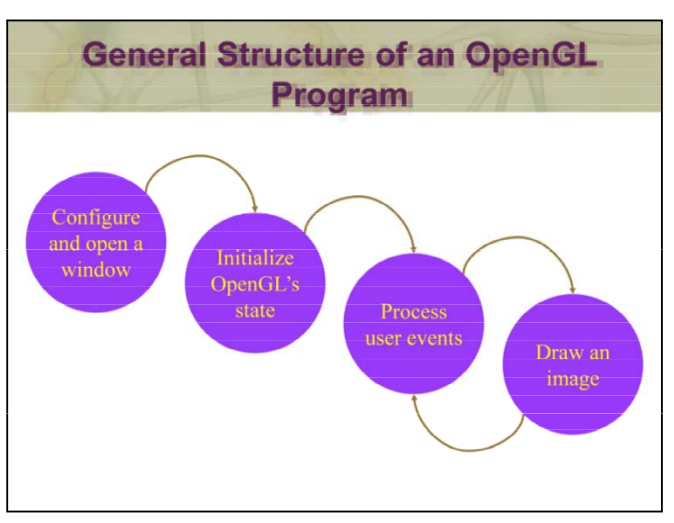 General Structure of an OpenGL
Program
Configure
and open a
window
Initialize
OpenGL's
state
Process
user events
Draw an
image